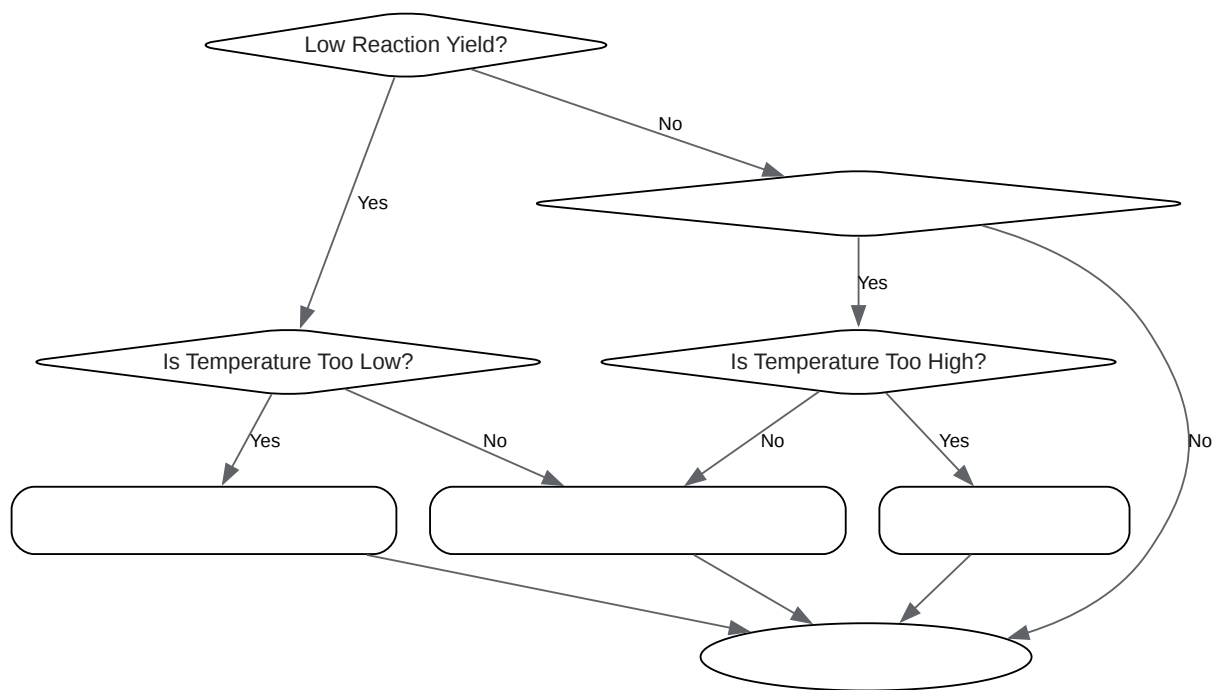 Low Reaction Yield?
No
Yes
Yes
Is Temperature Too Low?
Is Temperature Too High?
Yes
No
No
Yes
No